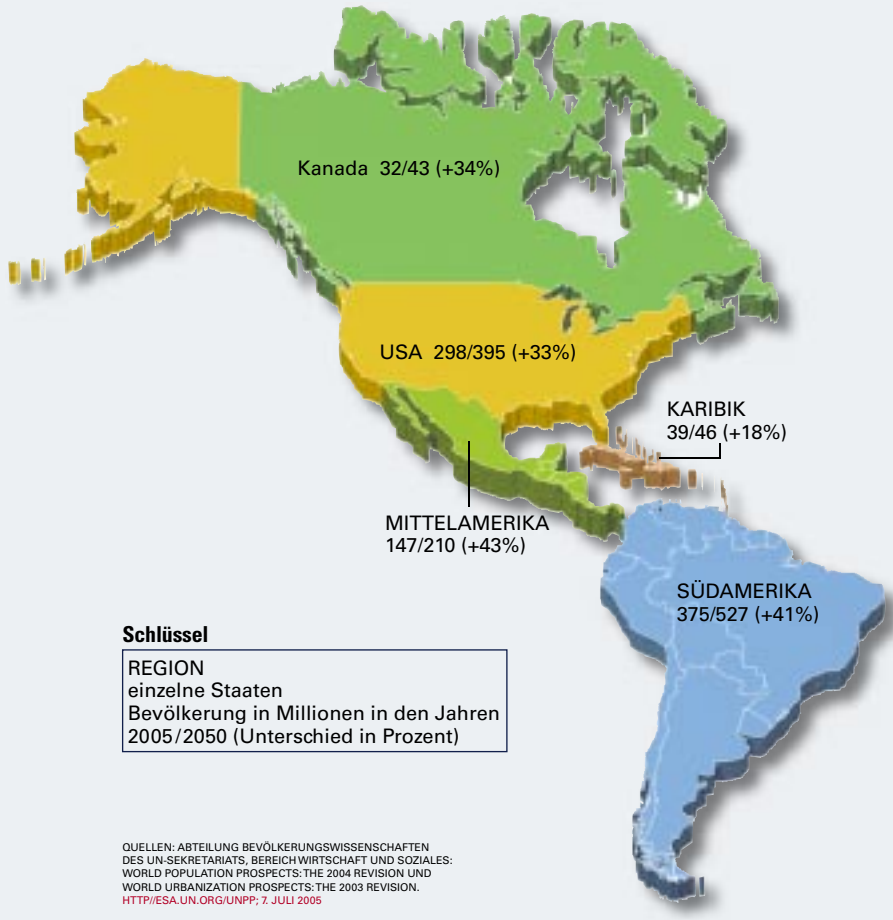 Kanada 32/43 (+34%)
USA 298/395 (+33%)
KARIBIK
39/46 (+18%)
MITTELAMERIKA
147/210 (+43%)
SÜDAMERIKA
375/527 (+41%)
Schlüssel
REGION
einzelne Staaten
Bevölkerung in Millionen in den Jahren
2005/2050 (Unterschied in Prozent)
QUELLEN: ABTEILUNG BEVÖLKERUNGSWISSENSCHAFTEN
DES UN-SEKRETARIATS, BEREICH WIRTSCHAFT UND SOZIALES:
WORLD POPULATION PROSPECTS: THE 2004 REVISION UND
WORLD URBANIZATION PROSPECTS: THE 2003 REVISION.
HTTP//ESA.UN.ORG/UNPP; 7. JULI 2005